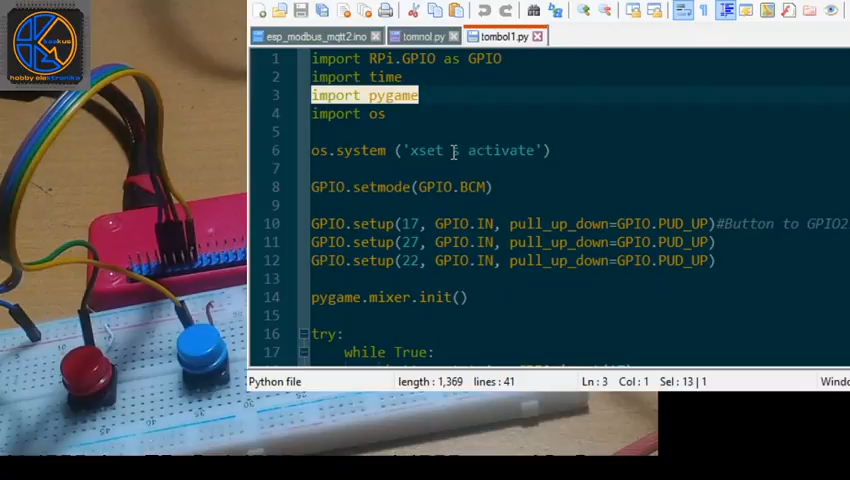 hobby elektronika
esp_modbus_mqtt2.ino
tomnol.py
tombol1.py
1 import RPi.GPIO as GPIO
2 import time
3 import pygame
4 import os
5
6 os.system ('xset s activate')
7
8 GPIO.setmode(GPIO.BCM)
9
10 GPIO.setup(17, GPIO.IN, pull_up_down=GPIO.PUD_UP)#Button to GPIO2
11 GPIO.setup(27, GPIO.IN, pull_up_down=GPIO.PUD_UP)
12 GPIO.setup(22, GPIO.IN, pull_up_down=GPIO.PUD_UP)
13
14 pygame.mixer.init()
15
16 try:
17 while True:
Python file length : 1,369 lines : 41 Ln : 3 Col : 1 Sel : 13 | 1 Windo